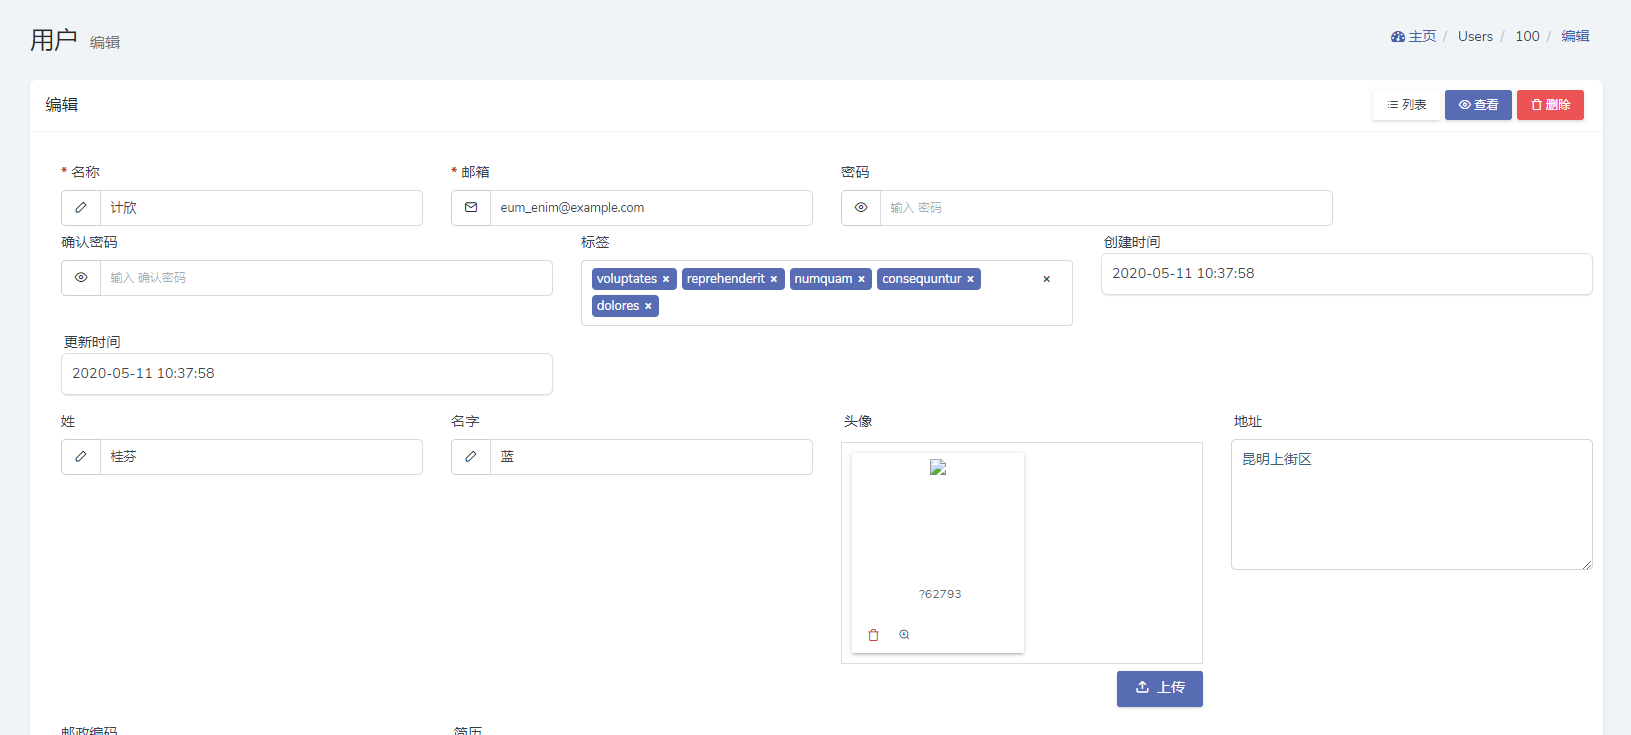 用户 编辑
主页 / Users / 100 / 编辑
编辑
列表 查看 删除
* 名称 * 邮箱 密码
计欣 eum_enim@example.com 输入 密码
确认密码 标签 创建时间
输入 确认密码 voluptates × reprehenderit × numquam × consequuntur × × 2020-05-11 10:37:58
dolores ×
更新时间
2020-05-11 10:37:58
姓 名字 头像 地址
桂芬 蓝 昆明上街区
?62793
上传
邮政编码 简历